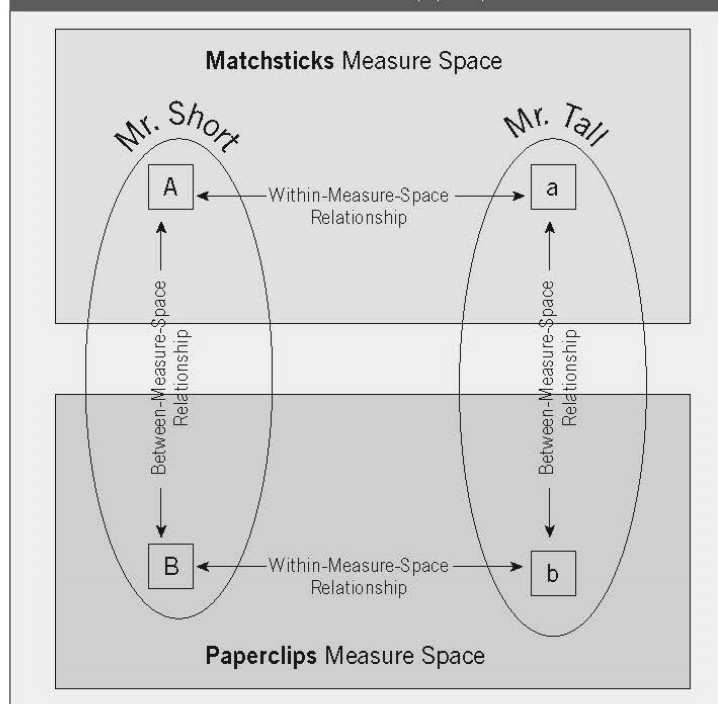 Matchsticks Measure Space
Mr. Short
Mr. Tall
A
Within-Measure-Space
Relationship
a
Between-Measure-Space
Relationship
Between-Measure-Space
Relationship
B
Within-Measure-Space
Relationship
b
Paperclips Measure Space